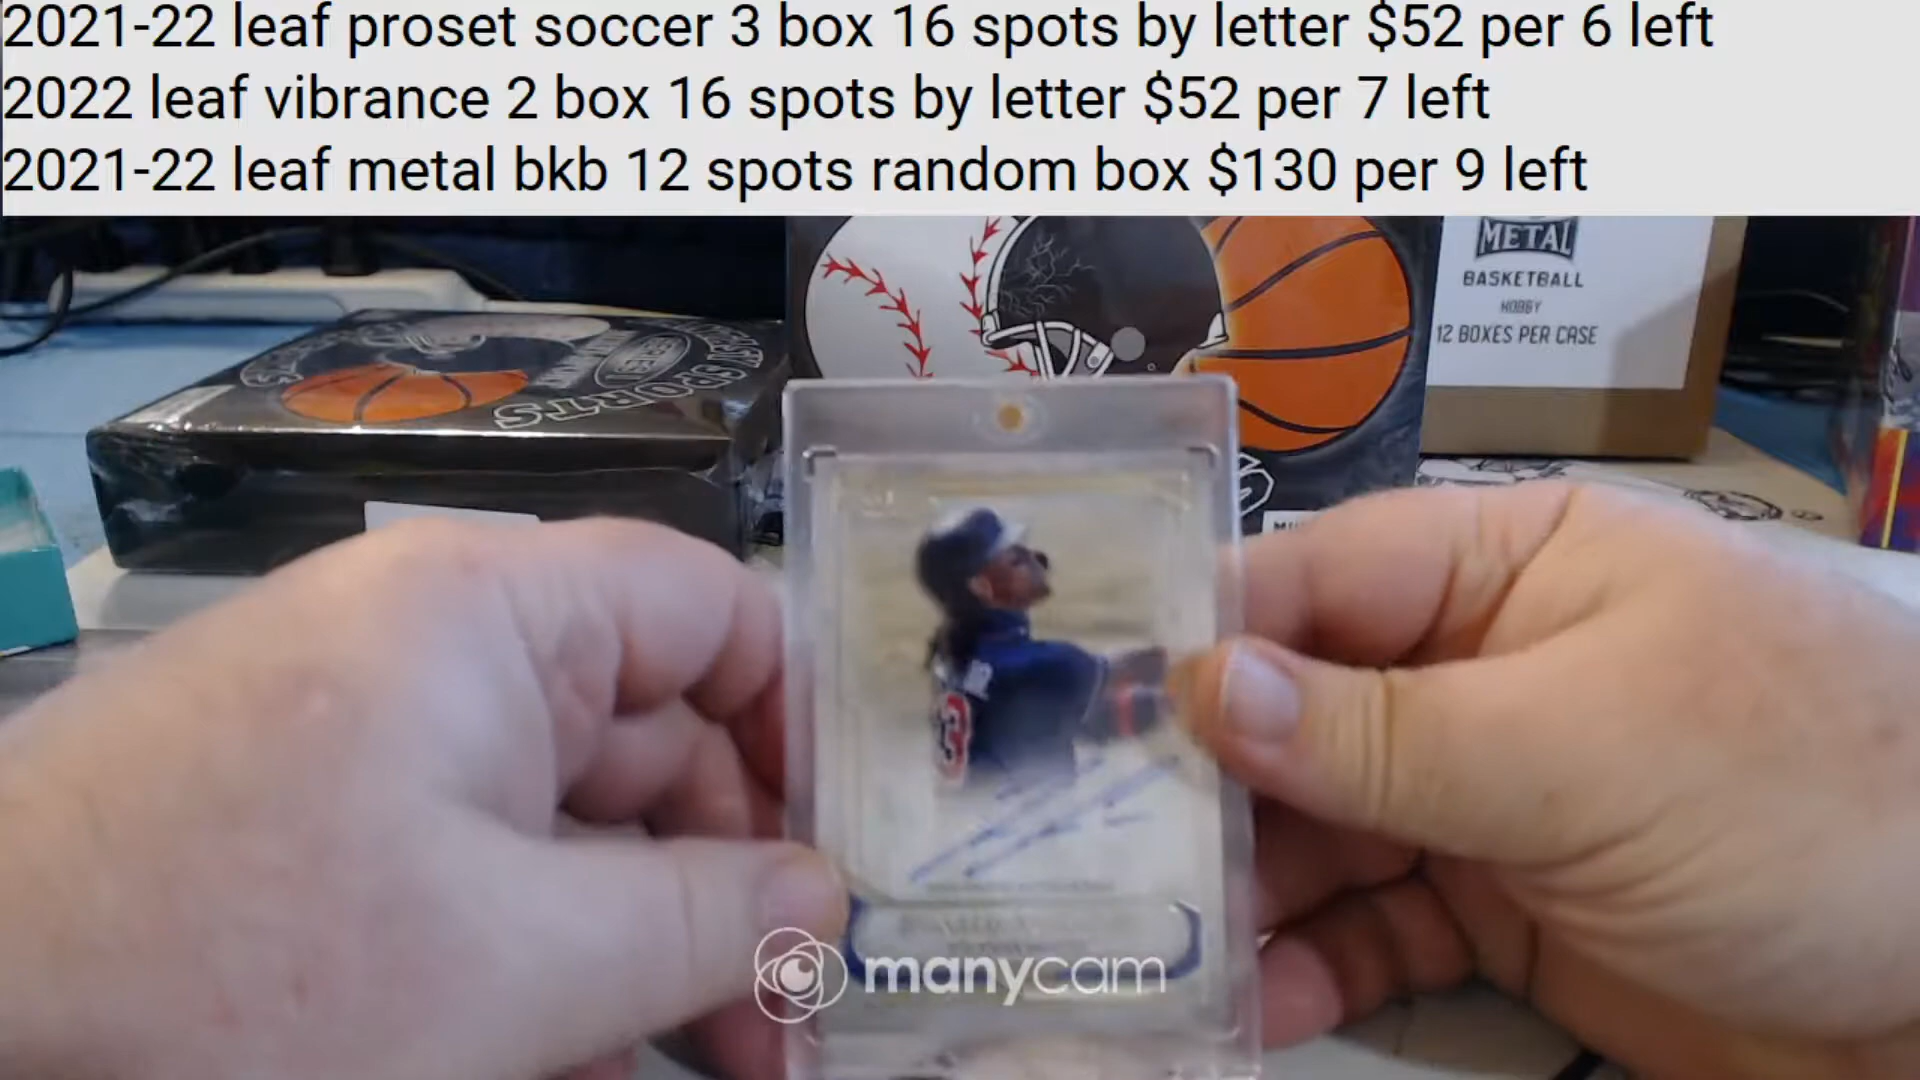 2021-22 leaf proset soccer 3 box 16 spots by letter $52 per 6 left
2022 leaf vibrance 2 box 16 spots by letter $52 per 7 left
2021-22 leaf metal bkb 12 spots random box $130 per 9 left
METAL
BASKETBALL
HOBBY
12 BOXES PER CASE
SPORTS
3
manycam